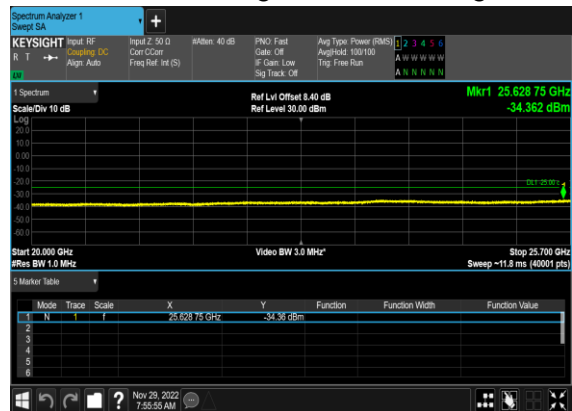 Spectrum Analyzer 1
Swept SA
+
KEYSIGHT Input: RF Input Z: 50 Ω #Atten: 40 dB PNO: Fast Avg Type: Power (RMS) 1 2 3 4 5 6
R T Coupling: DC Corr CCorr Gate: Off Avg|Hold: 100/100 A W W W W W
Align: Auto Freq Ref: Int (S) IF Gain: Low Trig: Free Run
LXI Sig Track: Off A N N N N N
1 Spectrum Ref Lvl Offset 8.40 dB Mkr1 25.628 75 GHz
Scale/Div 10 dB Ref Level 30.00 dBm -34.362 dBm
Log
20.0
10.0
0.00
-10.0
-20.0 DL1 -25.00
-30.0
-40.0
-50.0
-60.0
Start 20.000 GHz Video BW 3.0 MHz* Stop 25.700 GHz
#Res BW 1.0 MHz Sweep ~11.8 ms (40001 pts)
5 Marker Table
Mode Trace Scale X Y Function Function Width Function Value
1 N 1 f 25.628 75 GHz -34.36 dBm
2
3
4
5
6
? Nov 29, 2022
7:55:55 AM